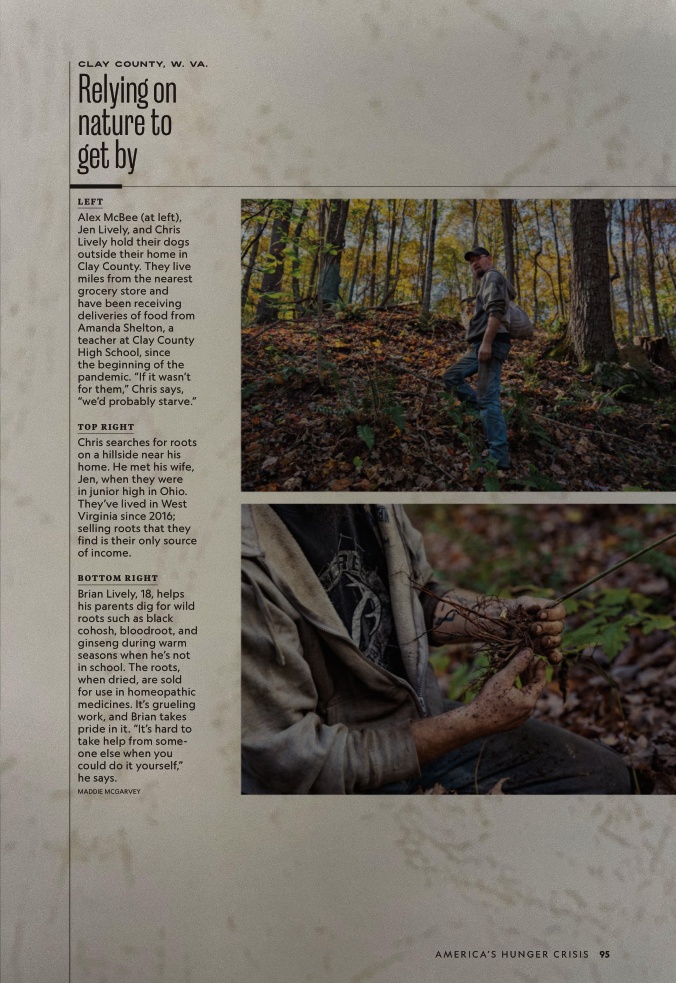 CLAY COUNTY, W. VA.
Relying on
nature to
get by
LEFT
Alex McBee (at left),
Jen Lively, and Chris
Lively hold their dogs
outside their home in
Clay County. They live
miles from the nearest
grocery store and
have been receiving
deliveries of food from
Amanda Shelton, a
teacher at Clay County
High School, since
the beginning of the
pandemic. “If it wasn’t
for them,” Chris says,
“we’d probably starve.”
TOP RIGHT
Chris searches for roots
on a hillside near his
home. He met his wife,
Jen, when they were
in junior high in Ohio.
They’ve lived in West
Virginia since 2016;
selling roots that they
find is their only source
of income.
BOTTOM RIGHT
Brian Lively, 18, helps
his parents dig for wild
roots such as black
cohosh, bloodroot, and
ginseng during warm
seasons when he’s not
in school. The roots,
when dried, are sold
for use in homeopathic
medicines. It’s grueling
work, and Brian takes
pride in it. “It’s hard to
take help from some-
one else when you
could do it yourself,”
he says.
MADDIE MCGARVEY
AMERICA’S HUNGER CRISIS 95